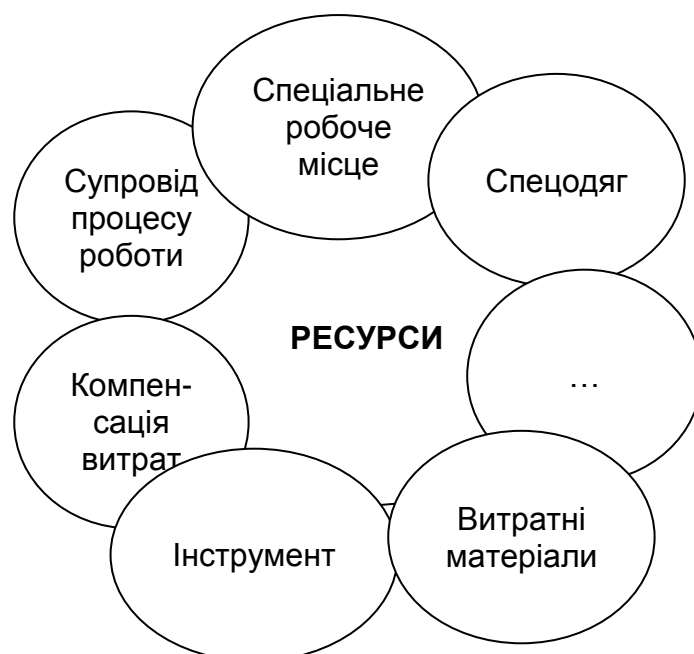 Спеціальне
робоче
місце
Спецодяг
Супровід
процесу
роботи
РЕСУРСИ
…
Компен-
сація
витрат
Витратні
матеріали
Інструмент